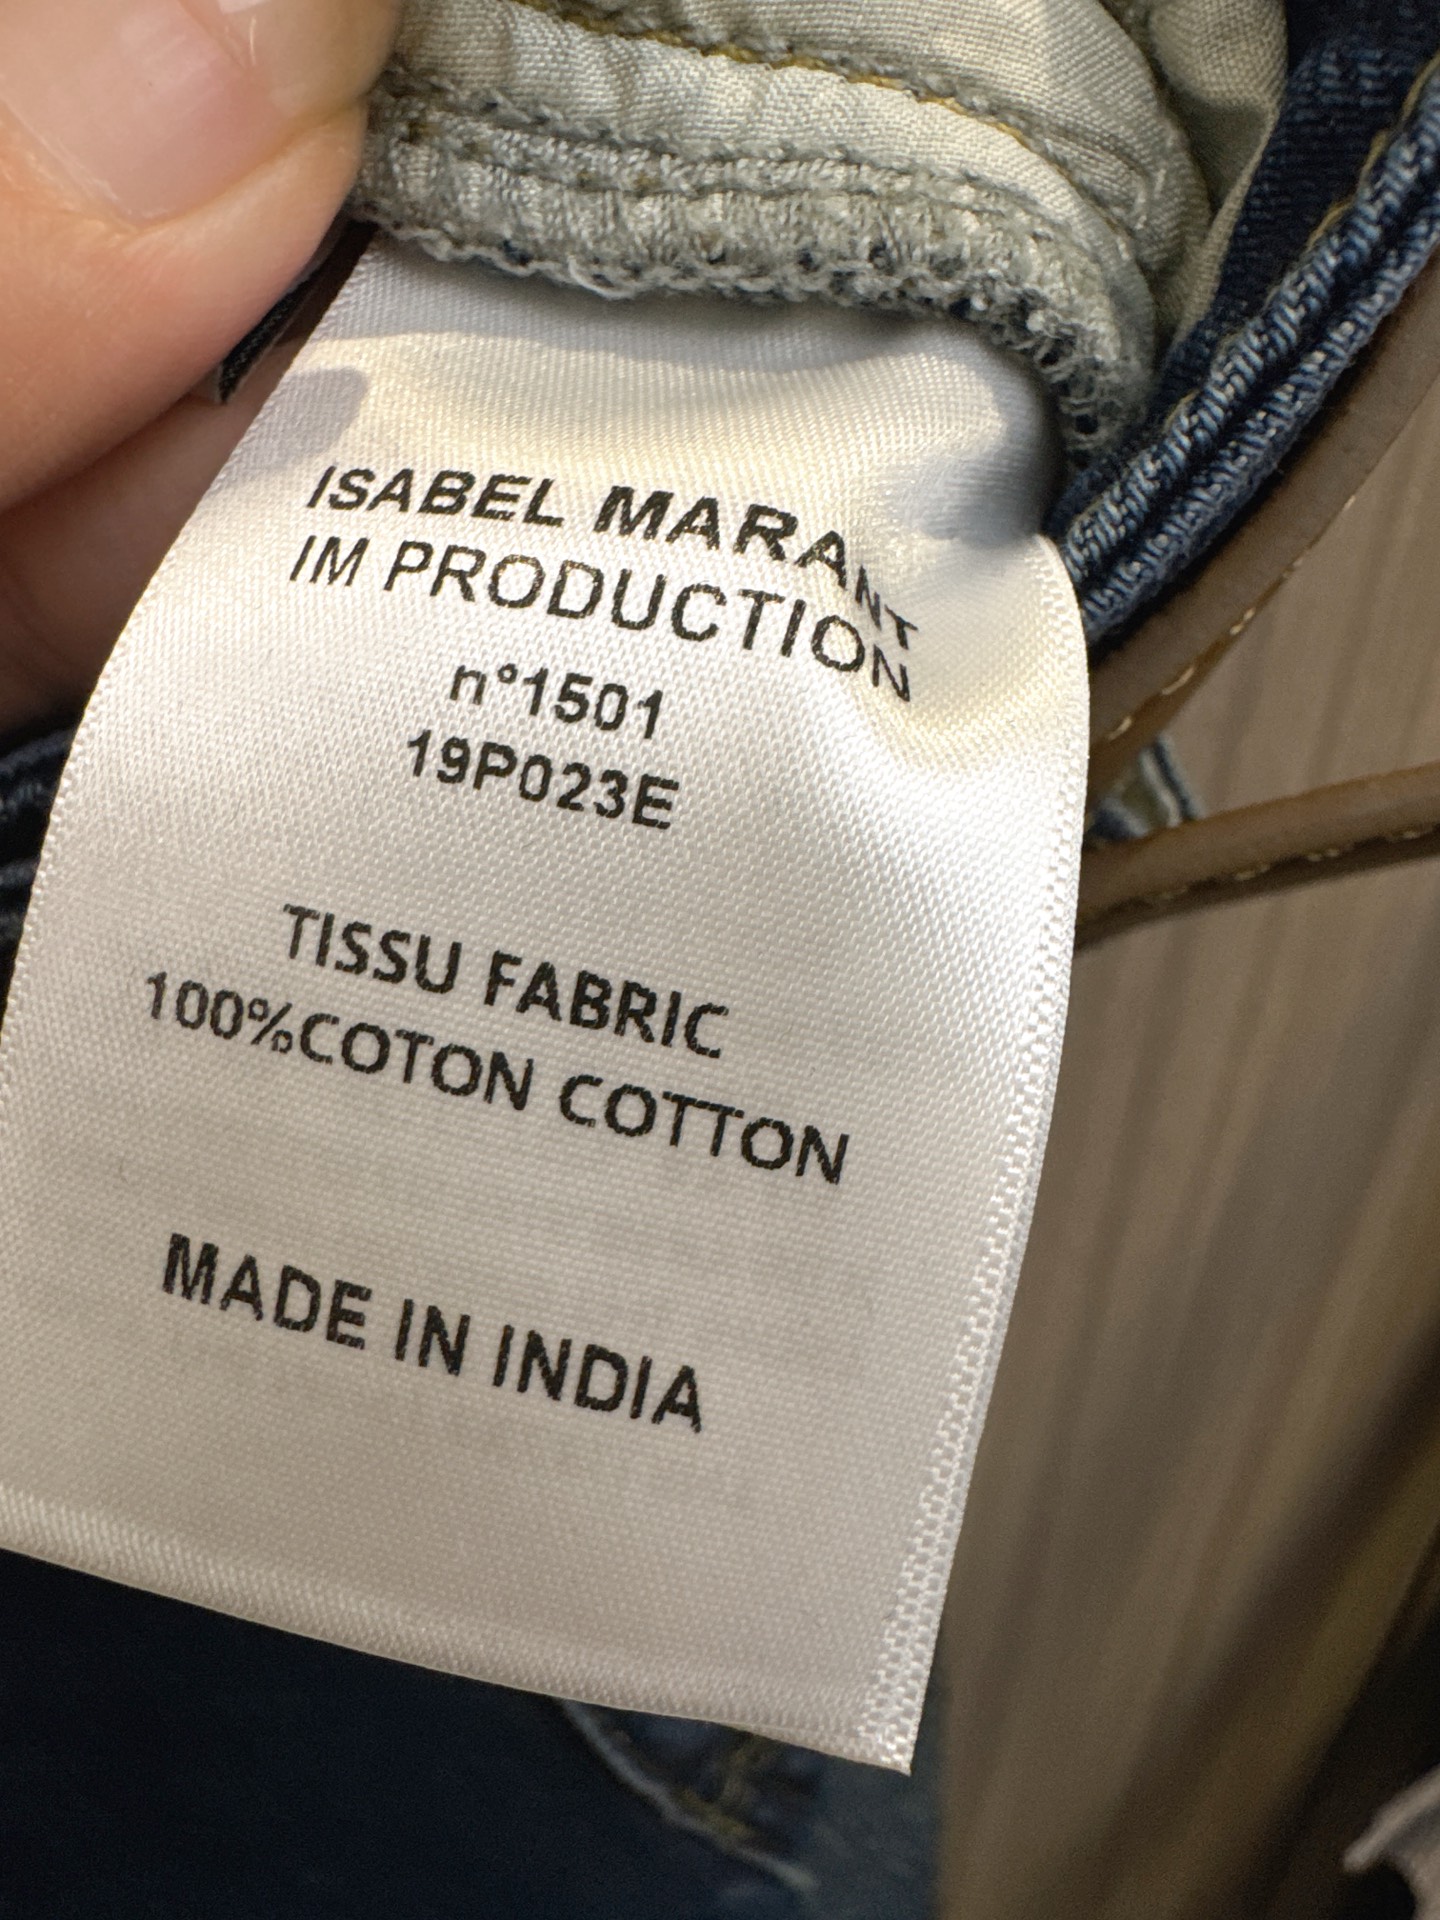 ISABEL MARANT
IM PRODUCTION
n°1501
19P023E
TISSU FABRIC
100%COTON COTTON
MADE IN INDIA